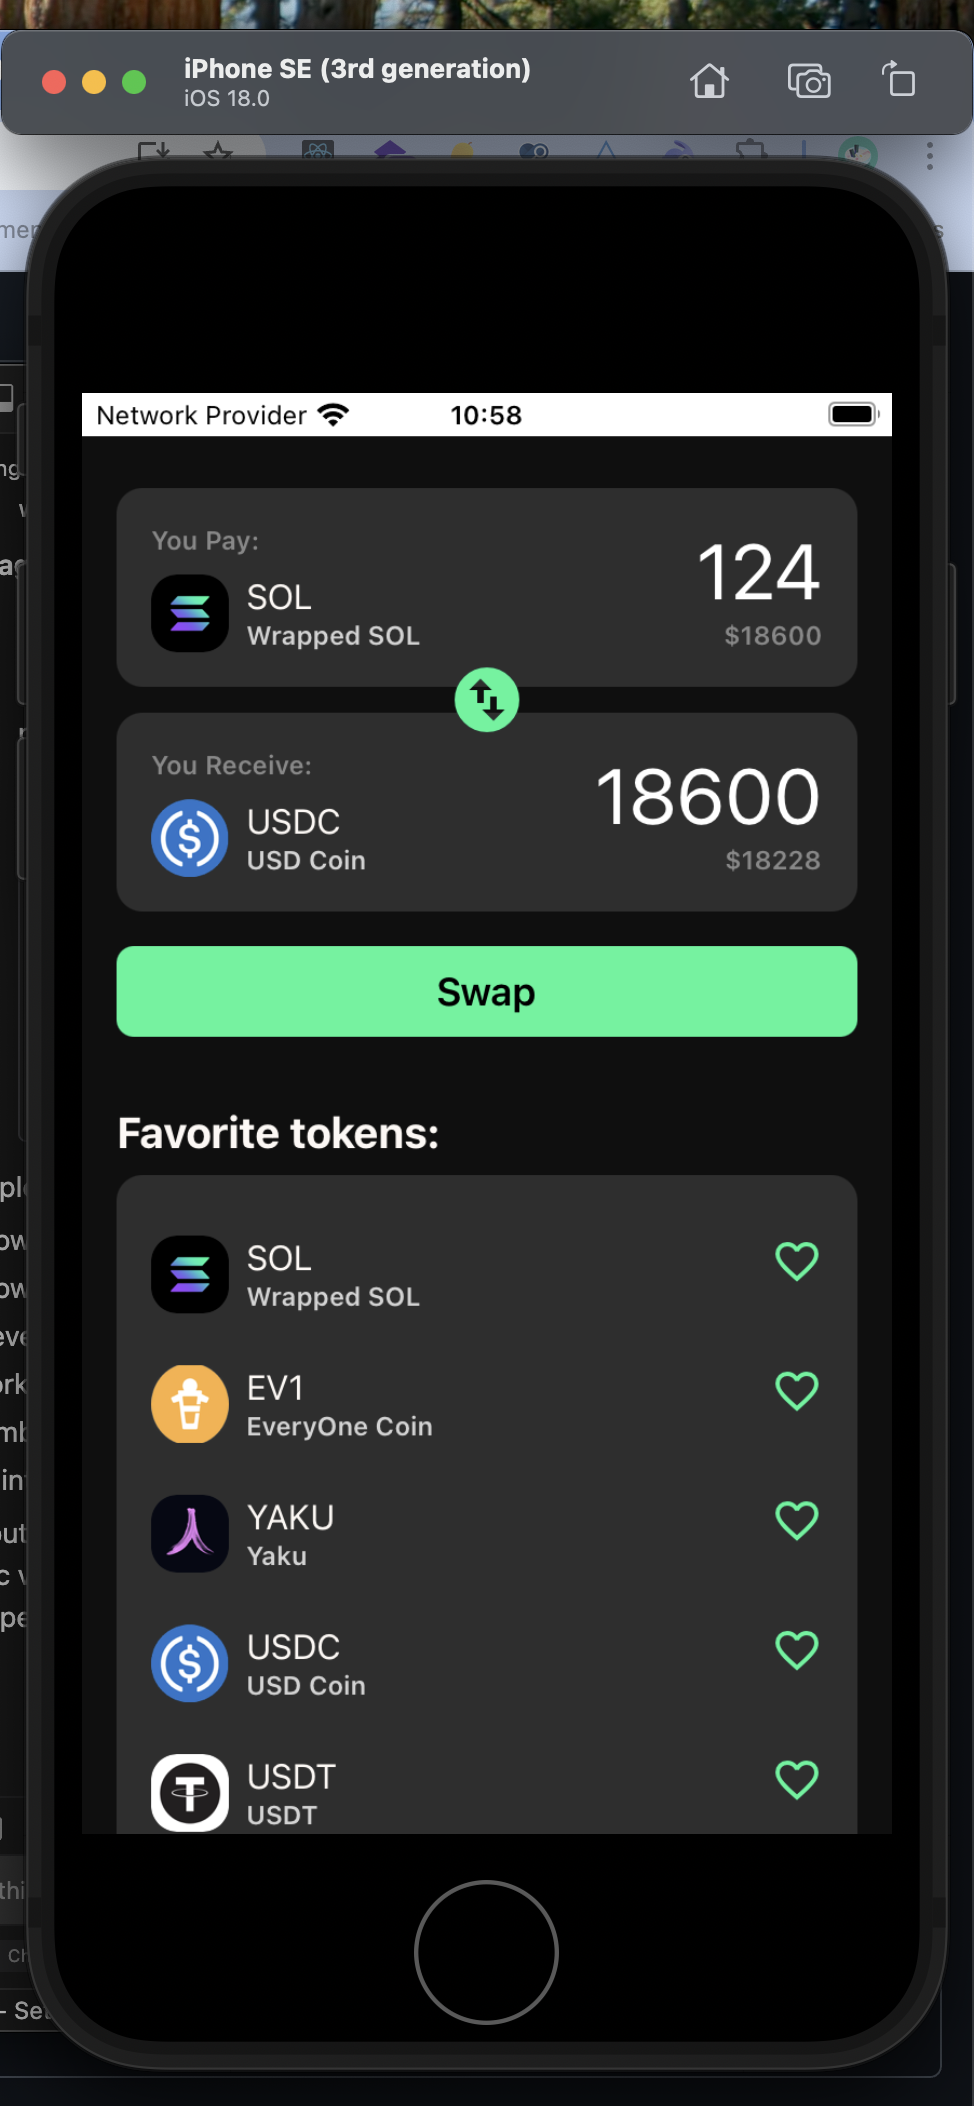 iPhone SE (3rd generation)
iOS 18.0
Network Provider
10:58
You Pay:
SOL
Wrapped SOL
124
$18600
You Receive:
USDC
USD Coin
18600
$18228
Swap
Favorite tokens:
SOL
Wrapped SOL
EV1
EveryOne Coin
YAKU
Yaku
USDC
USD Coin
USDT
USDT